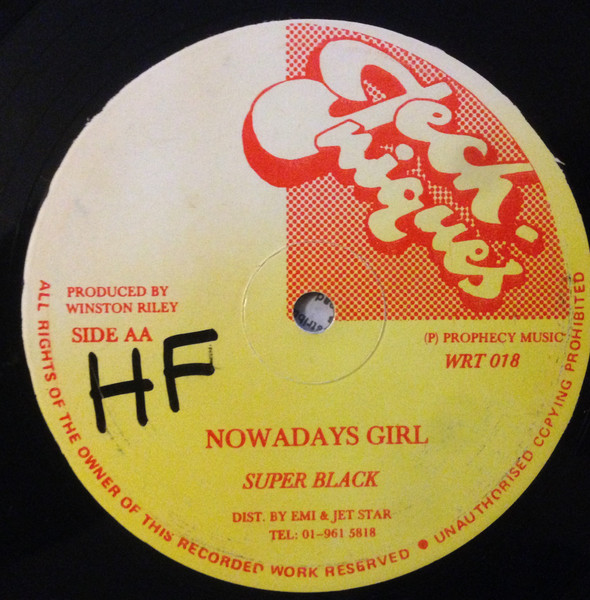 Tech-
niques
PRODUCED BY
WINSTON RILEY
SIDE AA
HF
(P) PROPHECY MUSIC
WRT 018
NOWADAYS GIRL
SUPER BLACK
DIST. BY EMI & JET STAR
TEL: 01-961 5818
ALL RIGHTS OF THE OWNER OF THIS RECORDED WORK RESERVED ● UNAUTHORISED COPYING PROHIBITED